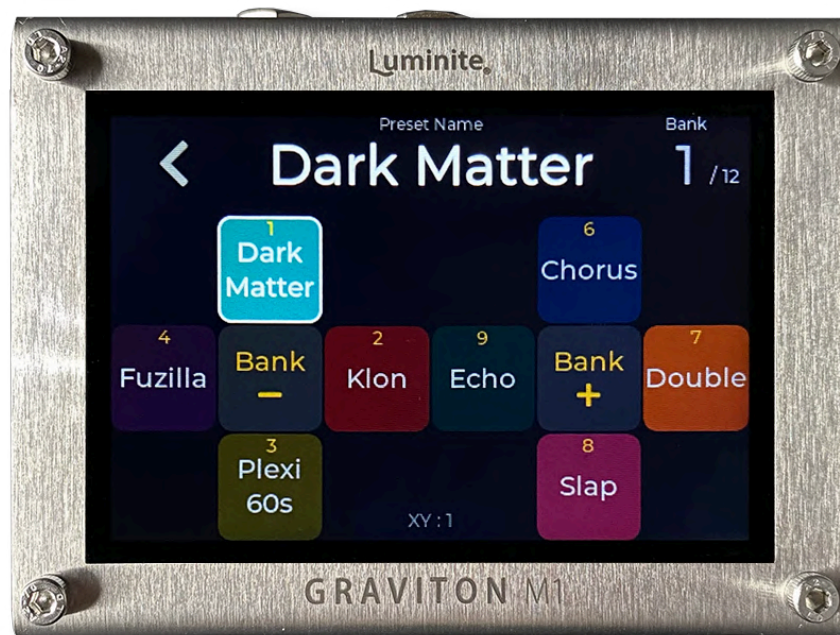 Luminite
Preset Name
Bank
Dark Matter
1 / 12
1
Dark
Matter
6
Chorus
4
Fuzilla
Bank
−
2
Klon
9
Echo
Bank
+
7
Double
3
Plexi
60s
8
Slap
XY : 1
GRAVITON M1